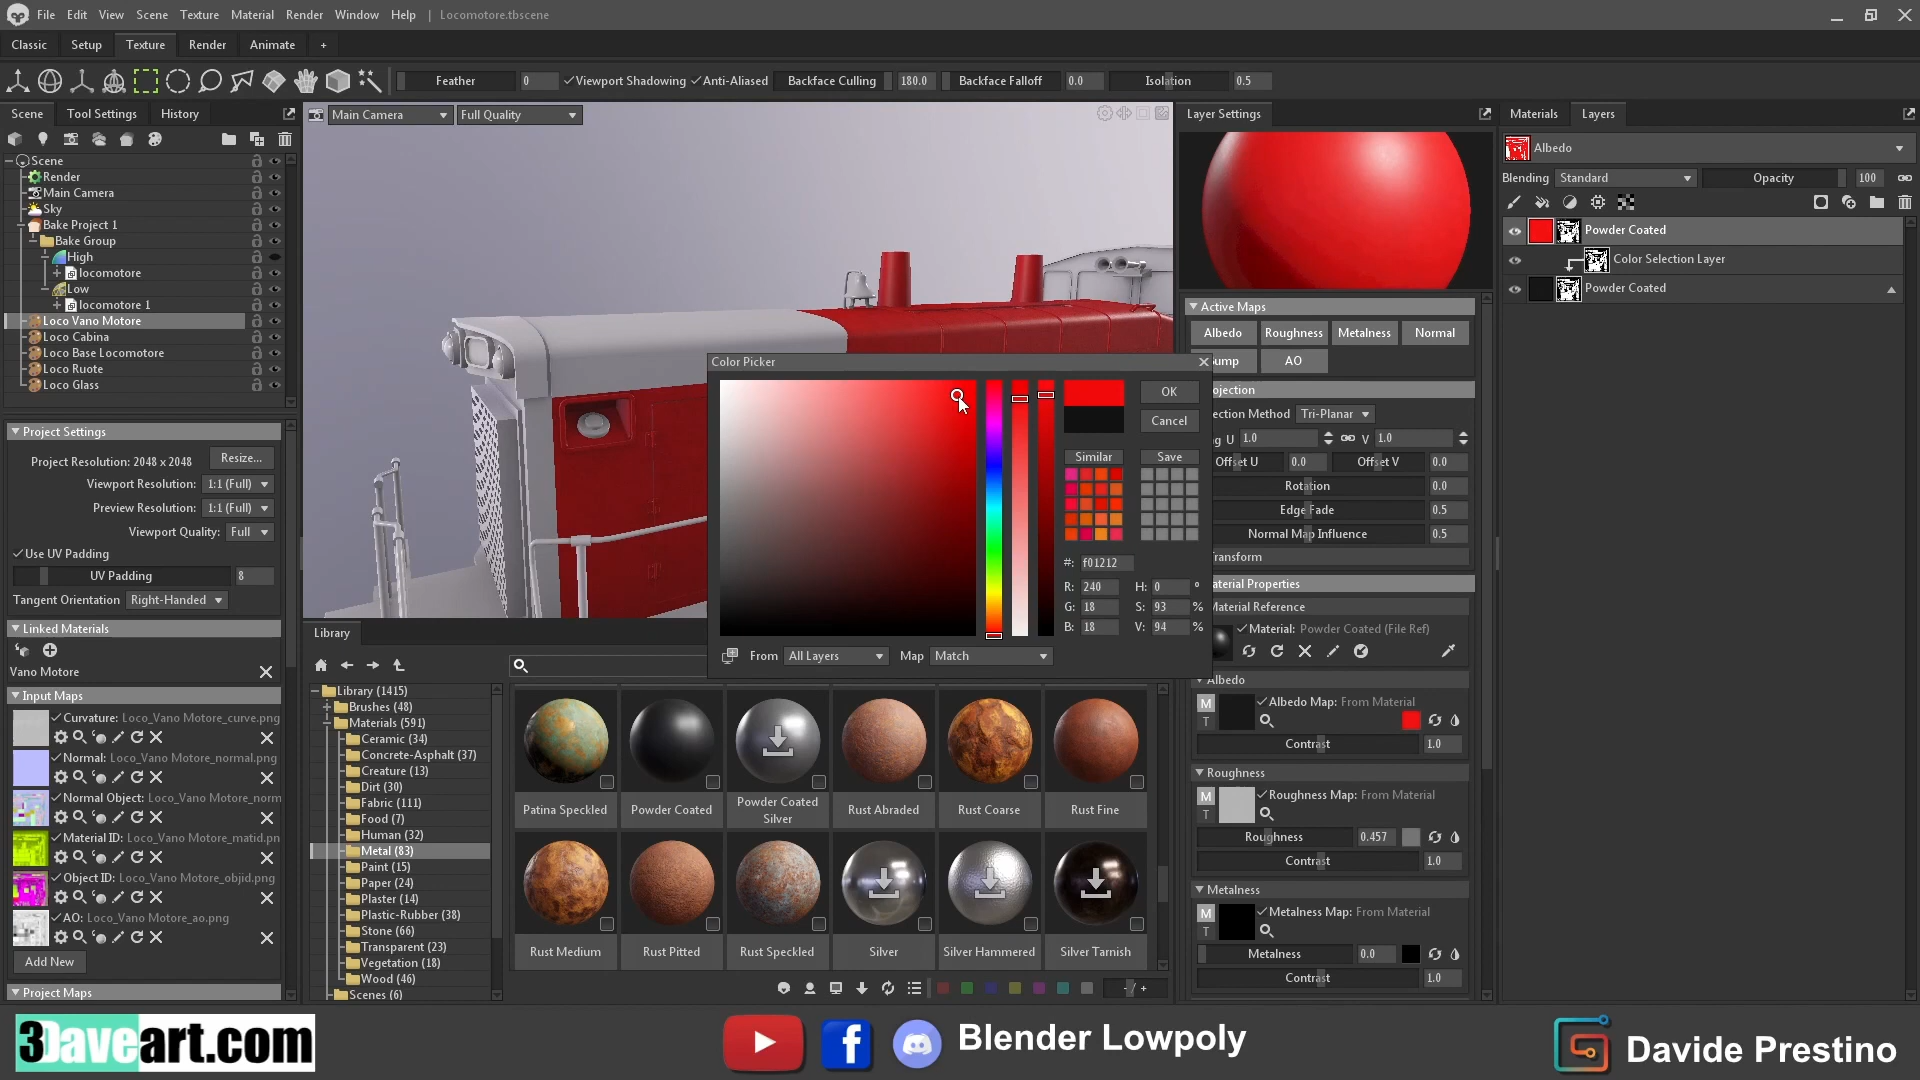 File Edit View Scene Texture Material Render Window Help | Locomotore.tbscene
Classic Setup Texture Render Animate +
Feather 0 Viewport Shadowing Anti-Aliased Backface Culling 180.0 Backface Falloff 0.0 Isolation 0.5
Scene Tool Settings History
Scene
Render
Main Camera
Sky
Bake Project 1
Bake Group
High
locomotore
Low
locomotore 1
Loco Vano Motore
Loco Cabina
Loco Base Locomotore
Loco Ruote
Loco Glass
Project Settings
Project Resolution: 2048 x 2048 Resize...
Viewport Resolution: 1:1 (Full)
Preview Resolution: 1:1 (Full)
Viewport Quality: Full
Use UV Padding
UV Padding 8
Tangent Orientation Right-Handed
Linked Materials
Vano Motore
Input Maps
Curvature: Loco_Vano Motore_curve.png
Normal: Loco_Vano Motore_normal.png
Normal Object: Loco_Vano Motore_norm
Material ID: Loco_Vano Motore_matid.pn
Object ID: Loco_Vano Motore_objid.png
AO: Loco_Vano Motore_ao.png
Add New
Project Maps
Main Camera Full Quality
Color Picker
OK
Cancel
Similar Save
#: f01212
R: 240 H: 0 °
G: 18 S: 93 %
B: 18 V: 94 %
From All Layers Map Match
Library
Library (1415)
Brushes (48)
Materials (591)
Ceramic (34)
Concrete-Asphalt (37)
Creature (13)
Dirt (30)
Fabric (111)
Food (7)
Human (32)
Metal (83)
Paint (15)
Paper (24)
Plaster (14)
Plastic-Rubber (38)
Stone (66)
Transparent (23)
Vegetation (18)
Wood (46)
Scenes (6)
Patina Speckled
Powder Coated
Powder Coated Silver
Rust Abraded
Rust Coarse
Rust Fine
Rust Medium
Rust Pitted
Rust Speckled
Silver
Silver Hammered
Silver Tarnish
- / +
Layer Settings
Active Maps
Albedo Roughness Metalness Normal
ump AO
ojection
ection Method Tri-Planar
ng U 1.0 V 1.0
Offset U 0.0 Offset V 0.0
Rotation 0.0
Edge Fade 0.5
Normal Map Influence 0.5
ransform
aterial Properties
Material Reference
Material: Powder Coated (File Ref)
Albedo
M T Albedo Map: From Material
Contrast 1.0
Roughness
M T Roughness Map: From Material
Roughness 0.457
Contrast 1.0
Metalness
M T Metalness Map: From Material
Metalness 0.0
Contrast 1.0
Materials Layers
Albedo
Blending Standard Opacity 100
Powder Coated
Color Selection Layer
Powder Coated
3Daveart.com
Blender Lowpoly
Davide Prestino